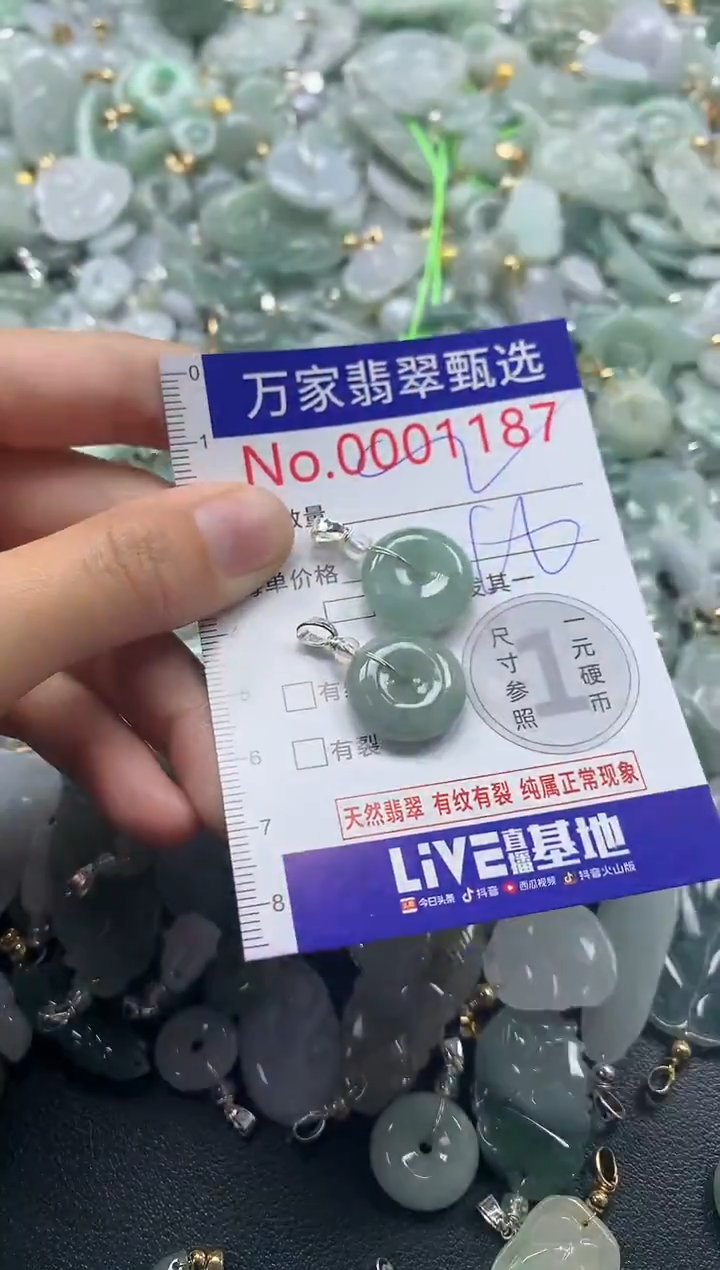 万家翡翠甄选
No.0001187
数量
单价格
其一
尺寸参照
一元硬币
1
有
有裂
天然翡翠 有纹有裂 纯属正常现象
LiVE直播基地
今日头条 抖音 西瓜视频 抖音火山版
0
1
5
6
7
8